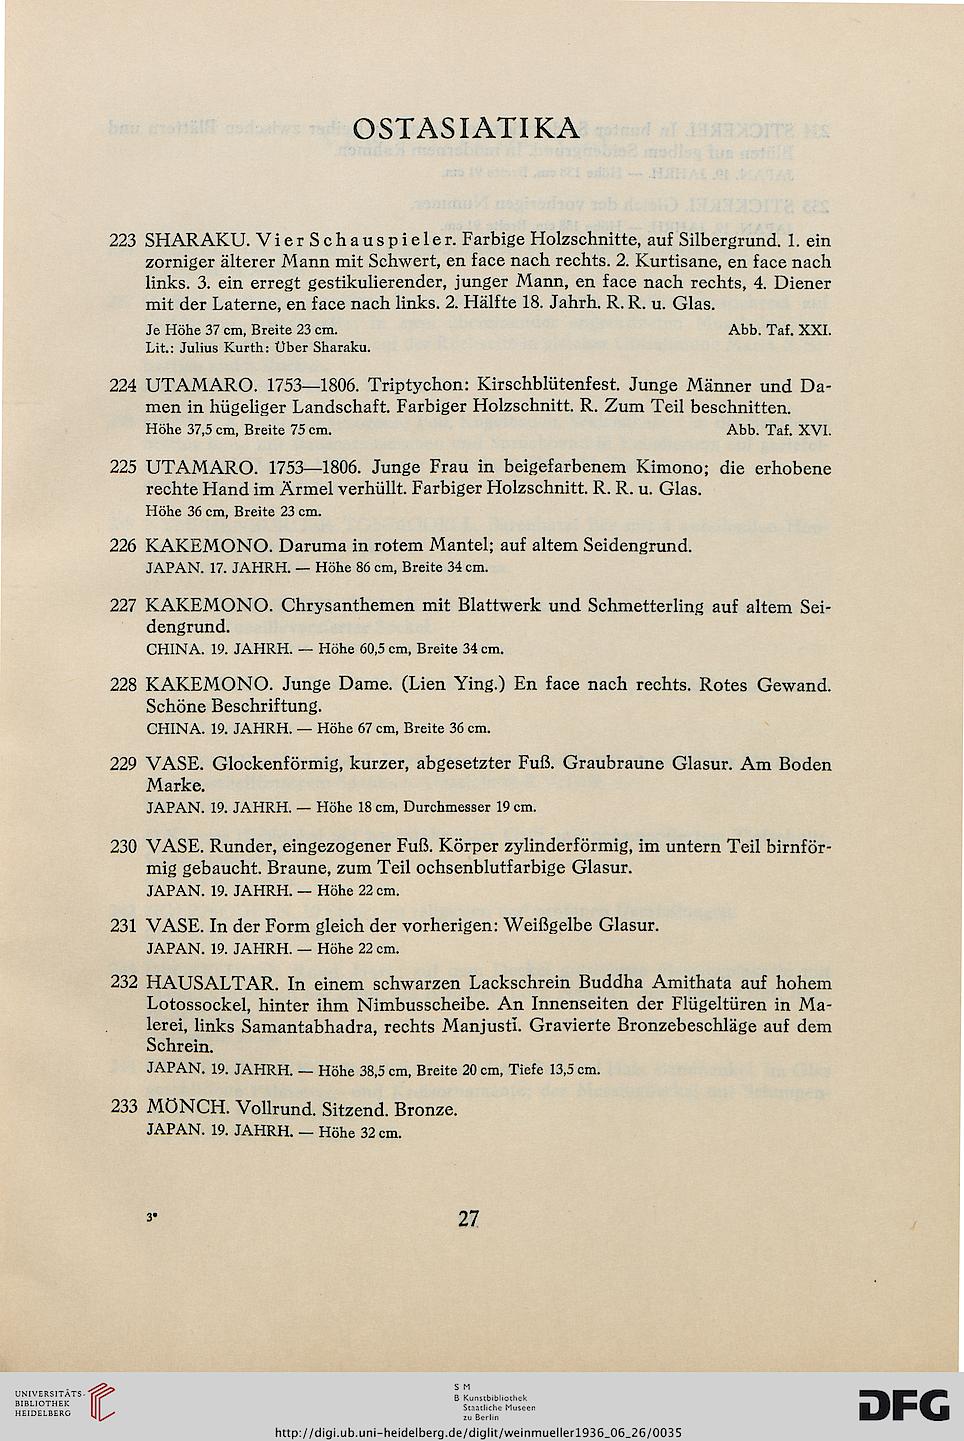 OSTASIATIKA
223 SHARAKU. Vier Schauspieler. Farbige Holzschnitte, auf Silbergrund. 1. ein
zorniger älterer Mann mit Schwert, en face nach rechts. 2. Kurtisane, en face nach
links. 3. ein erregt gestikulierender, junger Mann, en face nach rechts, 4. Diener
mit der Laterne, en face nach links. 2. Hälfte 18. Jahrh. R. R. u. Glas.
Je Höhe 37 cm, Breite 23 cm. Abb. Taf. XXI.
Lit.: Julius Kurth: Über Sharaku.
224 UTAMARO. 1753—1806. Triptychon: Kirschblütenfest. Junge Männer und Da-
men in hügeliger Landschaft. Farbiger Holzschnitt. R. Zum Teil beschnitten.
Höhe 37,5 cm, Breite 75 cm. Abb. Taf. XVI.
225 UTAMARO. 1753—1806. Junge Frau in beigefarbenem Kimono; die erhobene
rechte Hand im Ärmel verhüllt. Farbiger Holzschnitt. R. R. u. Glas.
Höhe 36 cm, Breite 23 cm.
226 KAKEMONO. Daruma in rotem Mantel; auf altem Seidengrund.
JAPAN. 17. JAHRH. — Höhe 86 cm, Breite 34 cm.
227 KAKEMONO. Chrysanthemen mit Blattwerk und Schmetterling auf altem Sei-
dengrund.
CHINA. 19. JAHRH. — Höhe 60,5 cm, Breite 34 cm.
228 KAKEMONO. Junge Dame. (Lien Ying.) En face nach rechts. Rotes Gewand.
Schöne Beschriftung.
CHINA. 19. JAHRH. — Höhe 67 cm, Breite 36 cm.
229 VASE. Glockenförmig, kurzer, abgesetzter Fuß. Graubraune Glasur. Am Boden
Marke.
JAPAN. 19. JAHRH. — Höhe 18 cm, Durchmesser 19 cm.
230 VASE. Runder, eingezogener Fuß. Körper zylinderförmig, im untern Teil birnför-
mig gebaucht. Braune, zum Teil ochsenblutfarbige Glasur.
JAPAN. 19. JAHRH. — Höhe 22 cm.
231 VASE. In der Form gleich der vorherigen: Weißgelbe Glasur.
JAPAN. 19. JAHRH. — Höhe 22 cm.
232 HAUSALTAR. In einem schwarzen Lackschrein Buddha Amithata auf hohem
Lotossockel, hinter ihm Nimbusscheibe. An Innenseiten der Flügeltüren in Ma-
lerei, links Samantabhadra, rechts Manjusti. Gravierte Bronzebeschläge auf dem
Schrein.
JAPAN. 19. JAHRH. — Höhe 38,5 cm, Breite 20 cm, Tiefe 13,5 cm.
233 MÖNCH. Vollrund. Sitzend. Bronze.
JAPAN. 19. JAHRH. — Höhe 32 cm.
3*
27
UNIVERSITÄTS-
BIBLIOTHEK
HEIDELBERG
S M
B Kunstbibliothek
Staatliche Museen
zu Berlin
DFG
http://digi.ub.uni-heidelberg.de/diglit/weinmueller1936_06_26/0035